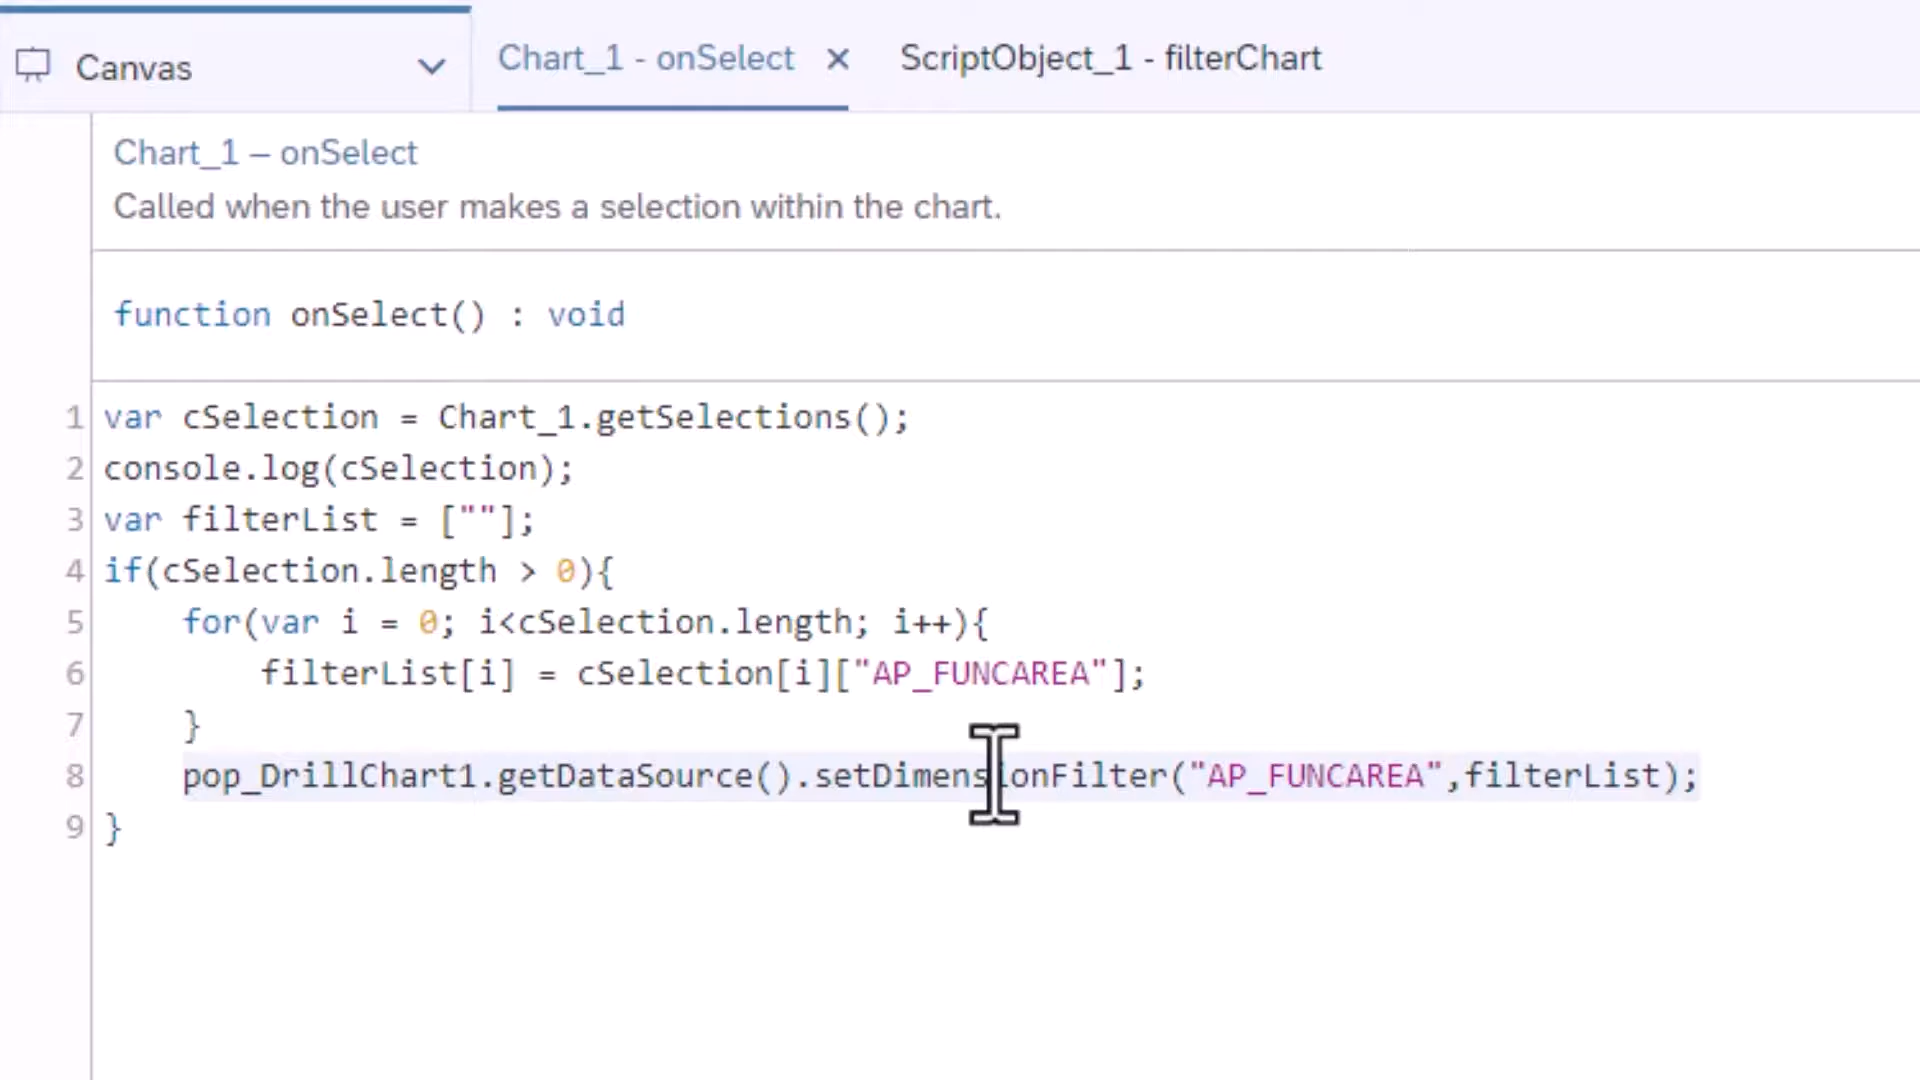 Canvas
Chart_1 - onSelect
ScriptObject_1 - filterChart
Chart_1 – onSelect
Called when the user makes a selection within the chart.
function onSelect() : void
1 var cSelection = Chart_1.getSelections();
2 console.log(cSelection);
3 var filterList = [""];
4 if(cSelection.length > 0){
5     for(var i = 0; i<cSelection.length; i++){
6         filterList[i] = cSelection[i]["AP_FUNCAREA"];
7     }
8     pop_DrillChart1.getDataSource().setDimensionFilter("AP_FUNCAREA",filterList);
9 }